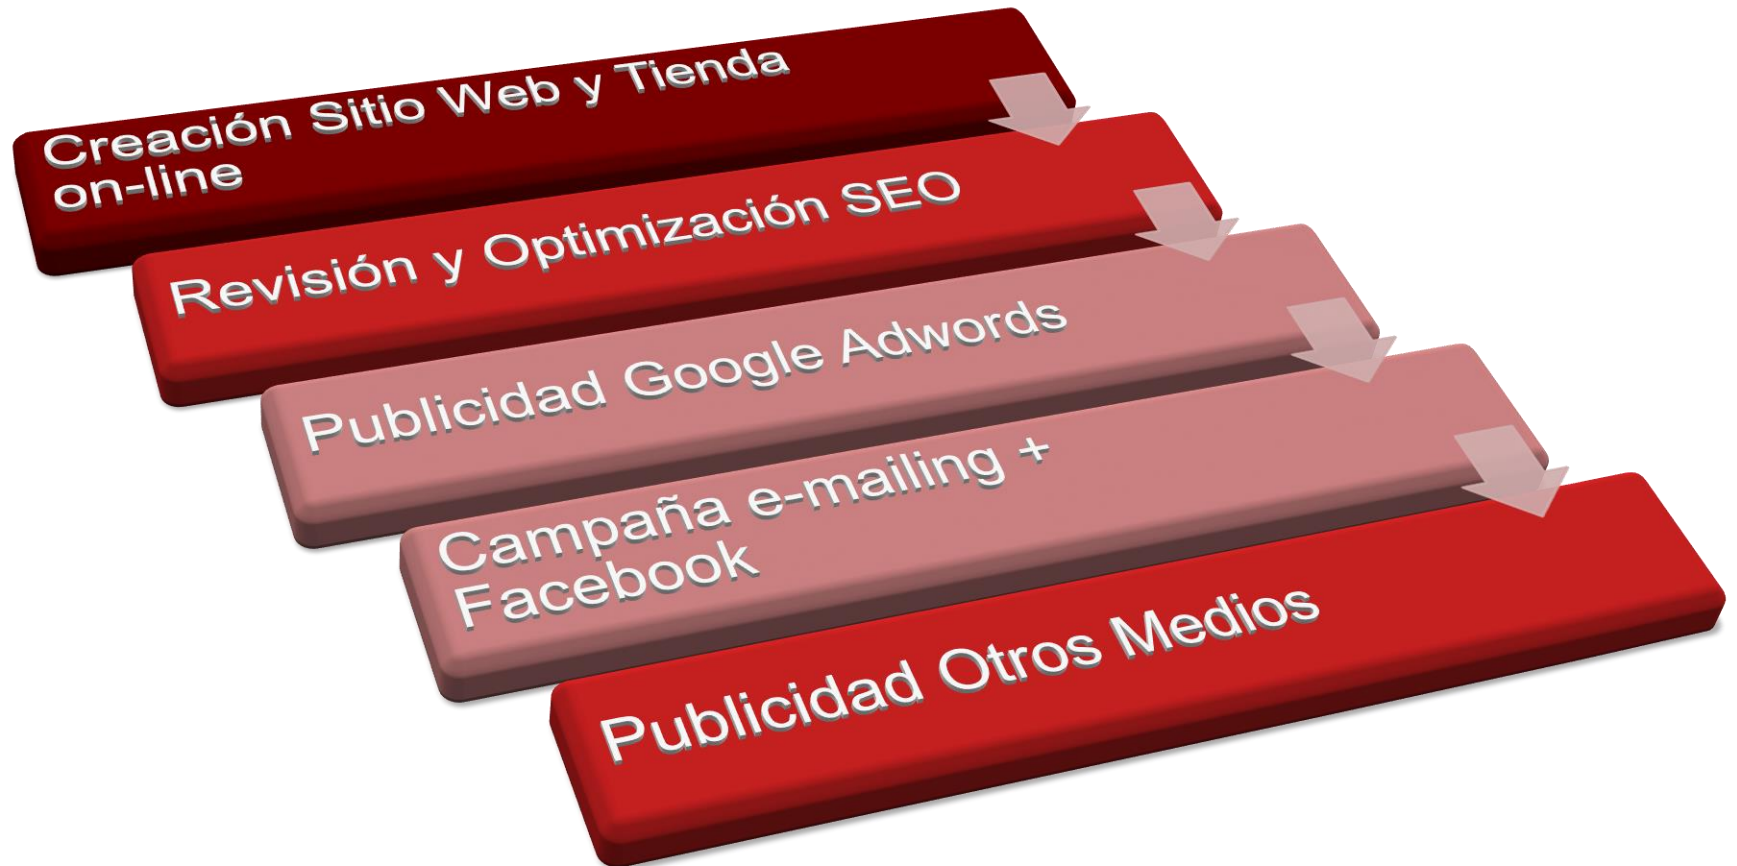 Creación Sitio Web y Tienda
on-line
Revisión y Optimización SEO
Publicidad Google Adwords
Campaña e-mailing +
Facebook
Publicidad Otros Medios